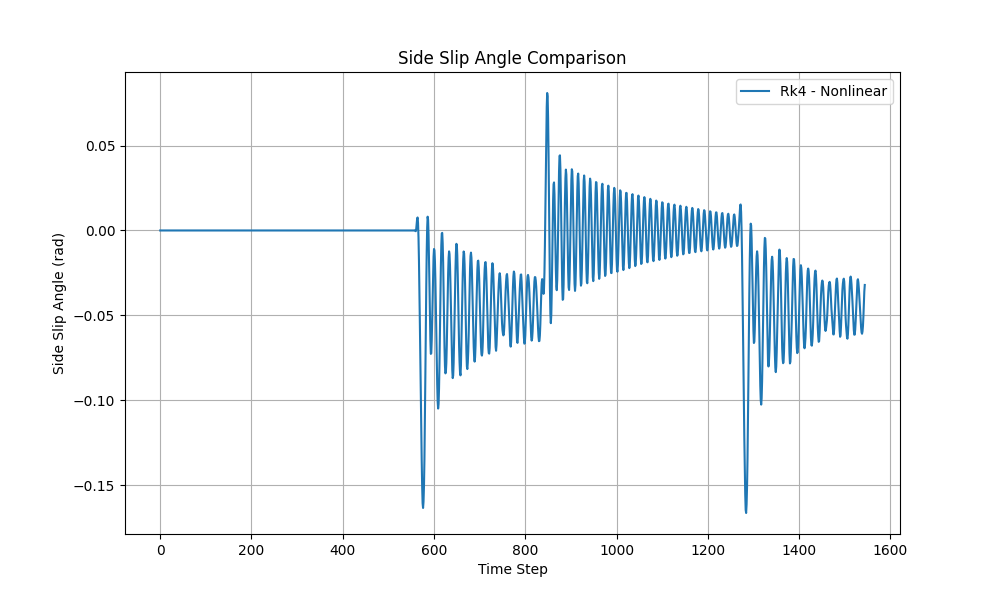 Side Slip Angle Comparison
Rk4 - Nonlinear
Side Slip Angle (rad)
0.05
0.00
−0.05
−0.10
−0.15
0 200 400 600 800 1000 1200 1400 1600
Time Step